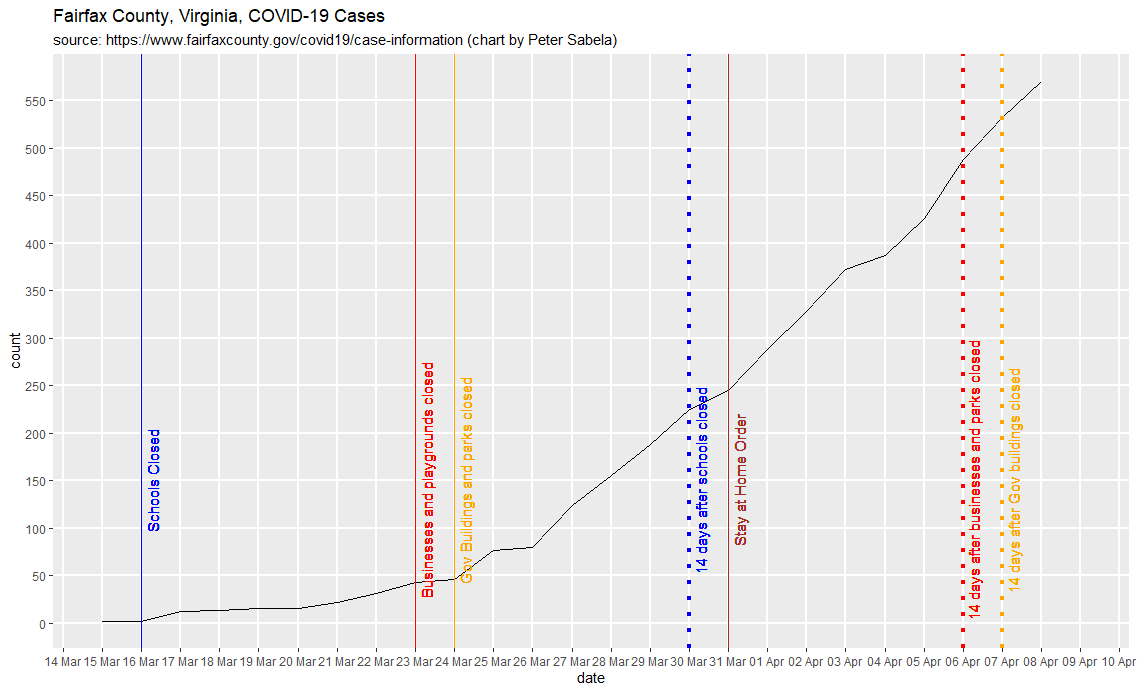 Fairfax County, Virginia, COVID-19 Cases
source: https://www.fairfaxcounty.gov/covid19/case-information (chart by Peter Sabela)
count
550
500
450
400
350
300
250
200
150
100
50
0
Schools Closed
Businesses and playgrounds closed
Gov Buildings and parks closed
14 days after schools closed
Stay at Home Order
14 days after businesses and parks closed
14 days after Gov buildings closed
14 Mar 15 Mar 16 Mar 17 Mar 18 Mar 19 Mar 20 Mar 21 Mar 22 Mar 23 Mar 24 Mar 25 Mar 26 Mar 27 Mar 28 Mar 29 Mar 30 Mar 31 Mar 01 Apr 02 Apr 03 Apr 04 Apr 05 Apr 06 Apr 07 Apr 08 Apr 09 Apr 10 Apr
date